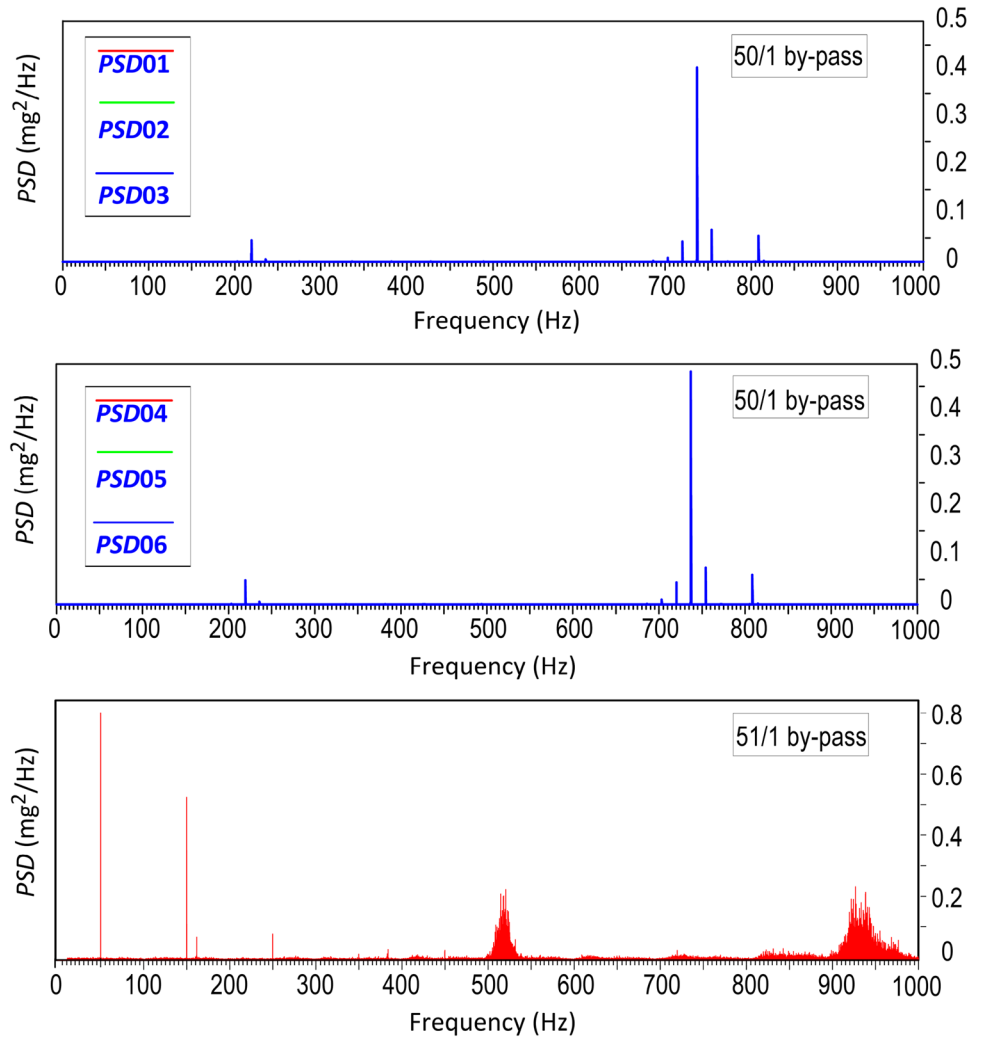 PSD (mg²/Hz)
PSD01
PSD02
PSD03
50/1 by-pass
0.5
0.4
0.3
0.2
0.1
0
0 100 200 300 400 500 600 700 800 900 1000
Frequency (Hz)
PSD (mg²/Hz)
PSD04
PSD05
PSD06
50/1 by-pass
0.5
0.4
0.3
0.2
0.1
0
0 100 200 300 400 500 600 700 800 900 1000
Frequency (Hz)
PSD (mg²/Hz)
51/1 by-pass
0.8
0.6
0.4
0.2
0
0 100 200 300 400 500 600 700 800 900 1000
Frequency (Hz)